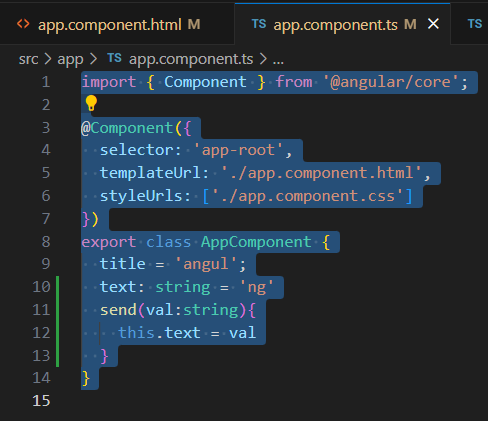 <> app.component.html M
TS app.component.ts M ×
TS
src > app > TS app.component.ts > ...
1 import { Component } from '@angular/core';
2
3 @Component({
4 selector: 'app-root',
5 templateUrl: './app.component.html',
6 styleUrls: ['./app.component.css']
7 })
8 export class AppComponent {
9 title = 'angul';
10 text: string = 'ng'
11 send(val:string){
12 this.text = val
13 }
14 }
15